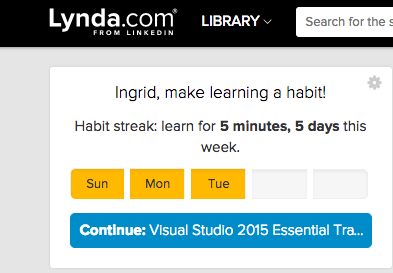 Lynda.com®
FROM LINKEDIN
LIBRARY
Search for the s
Ingrid, make learning a habit!
Habit streak: learn for 5 minutes, 5 days this
week.
Sun Mon Tue
Continue: Visual Studio 2015 Essential Tra...